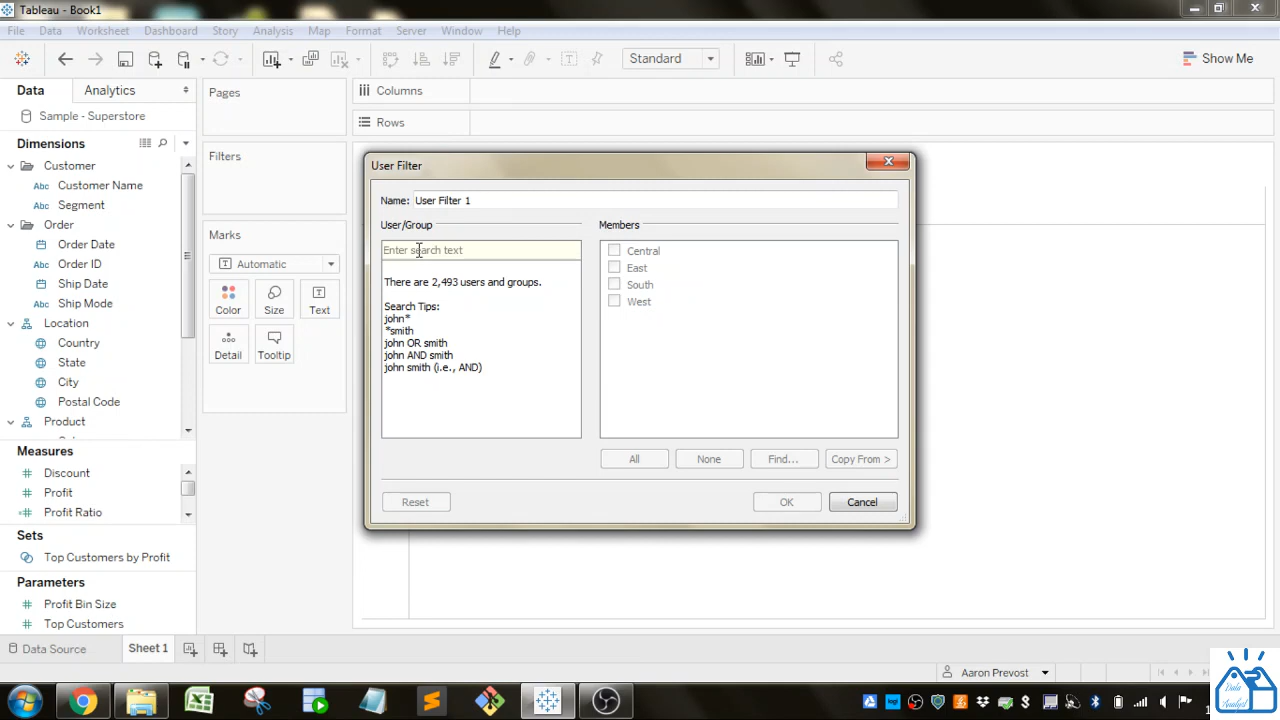 Tableau - Book1
File Data Worksheet Dashboard Story Analysis Map Format Server Window Help
Standard
Show Me
Data Analytics
Sample - Superstore
Dimensions
Customer
Abc Customer Name
Abc Segment
Order
Order Date
Abc Order ID
Ship Date
Abc Ship Mode
Location
Country
State
City
Postal Code
Product
Measures
Discount
Profit
Profit Ratio
Sets
Top Customers by Profit
Parameters
Profit Bin Size
Top Customers
Pages
Filters
Marks
Automatic
Color Size Text
Detail Tooltip
Columns
Rows
User Filter
Name: User Filter 1
User/Group
Enter search text
There are 2,493 users and groups.
Search Tips:
john*
*smith
john OR smith
john AND smith
john smith (i.e., AND)
Members
Central
East
South
West
All None Find... Copy From >
Reset OK Cancel
Data Source Sheet 1
Aaron Prevost
Data
Analyst